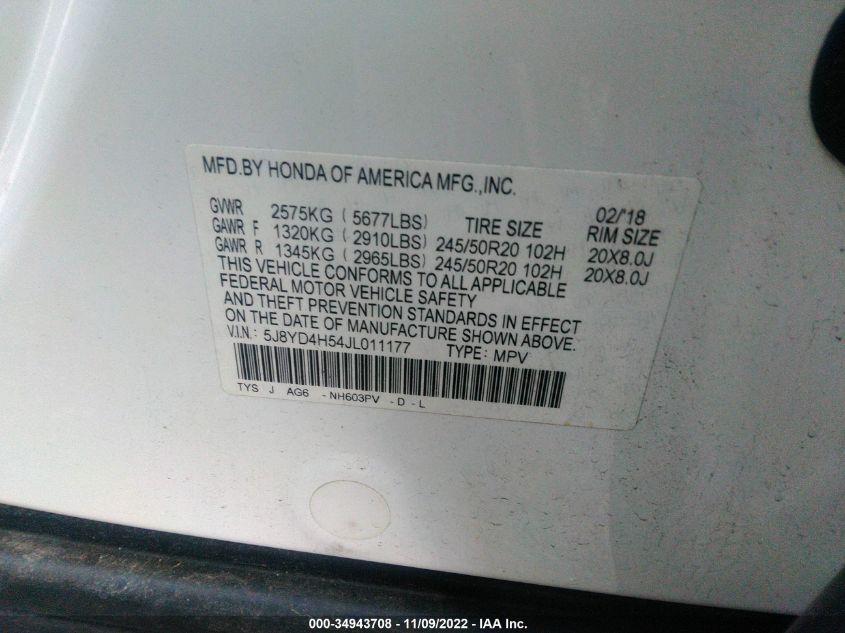 MFD.BY HONDA OF AMERICA MFG.,INC.
02/'18
GVWR 2575KG ( 5677LBS) TIRE SIZE RIM SIZE
GAWR F 1320KG ( 2910LBS) 245/50R20 102H 20X8.0J
GAWR R 1345KG ( 2965LBS) 245/50R20 102H 20X8.0J
THIS VEHICLE CONFORMS TO ALL APPLICABLE
FEDERAL MOTOR VEHICLE SAFETY
AND THEFT PREVENTION STANDARDS IN EFFECT
ON THE DATE OF MANUFACTURE SHOWN ABOVE.
V.I.N.: 5J8YD4H54JL011177 TYPE: MPV
TYS J AG6 -NH603PV -D-L
000-34943708 - 11/09/2022 - IAA Inc.